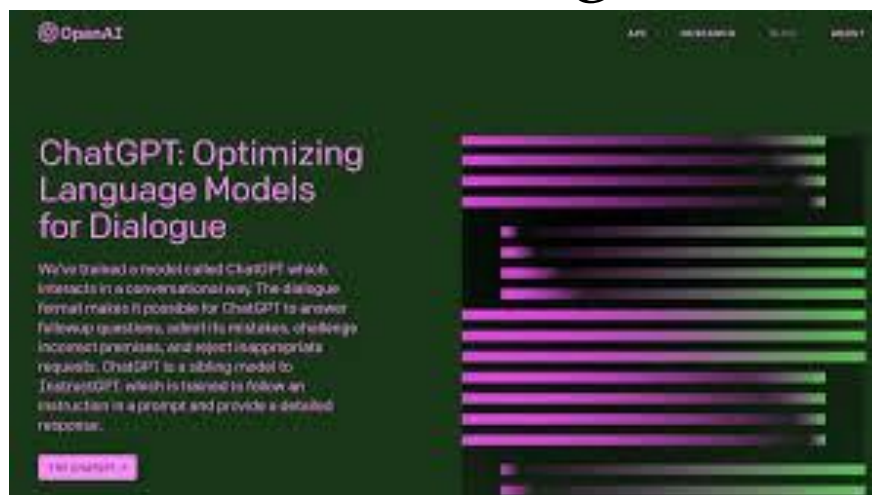 OpenAI
API RESEARCH BLOG ABOUT
ChatGPT: Optimizing
Language Models
for Dialogue
We've trained a model called ChatGPT which
interacts in a conversational way. The dialogue
format makes it possible for ChatGPT to answer
followup questions, admit its mistakes, challenge
incorrect premises, and reject inappropriate
requests. ChatGPT is a sibling model to
InstructGPT, which is trained to follow an
instruction in a prompt and provide a detailed
response.
TRY CHATGPT ↗